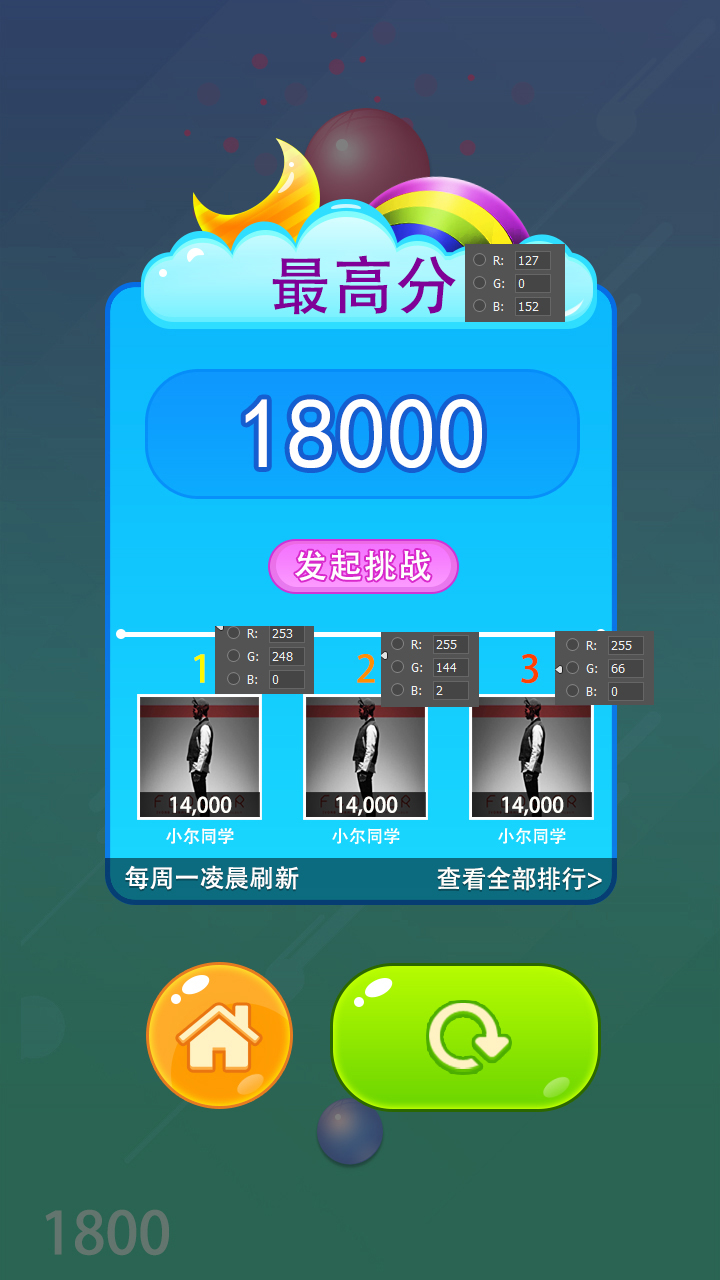 最高分
R: 127
G: 0
B: 152
18000
发起挑战
1
R: 253
G: 248
B: 0
2
R: 255
G: 144
B: 2
3
R: 255
G: 66
B: 0
14,000
14,000
14,000
小尔同学
小尔同学
小尔同学
每周一凌晨刷新
查看全部排行>
1800